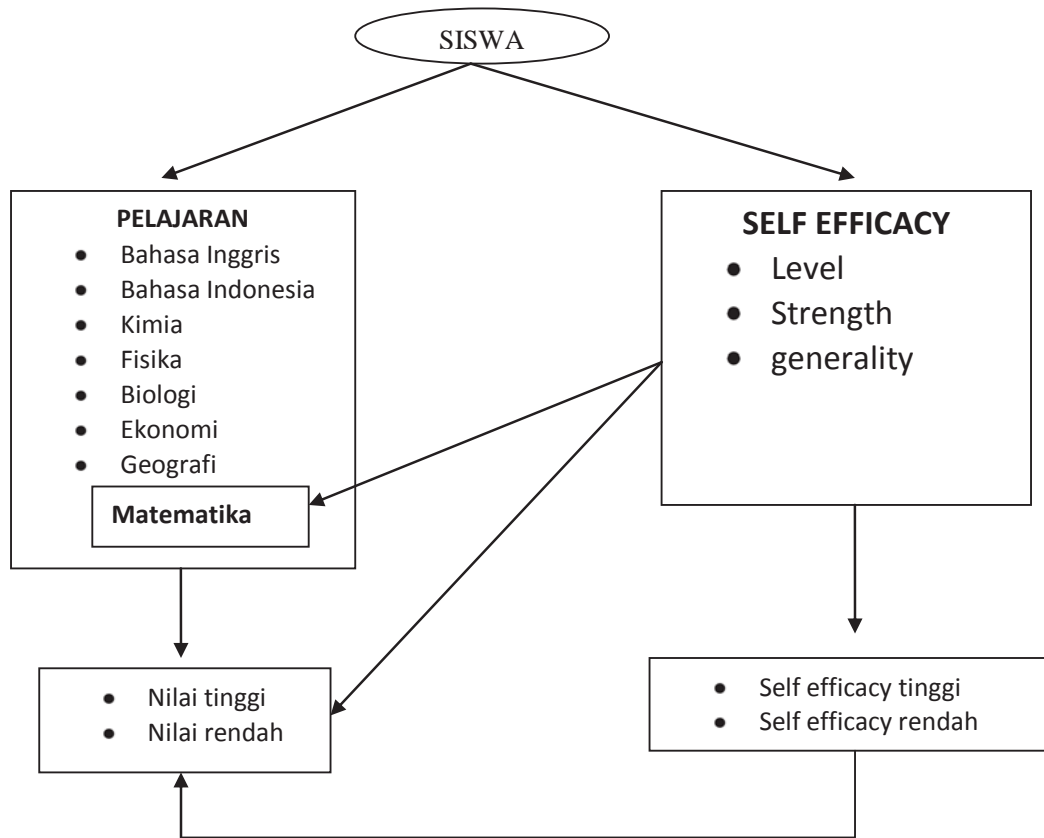 SISWA
PELAJARAN
• Bahasa Inggris
• Bahasa Indonesia
• Kimia
• Fisika
• Biologi
• Ekonomi
• Geografi
Matematika
SELF EFFICACY
• Level
• Strength
• generality
• Nilai tinggi
• Nilai rendah
• Self efficacy tinggi
• Self efficacy rendah